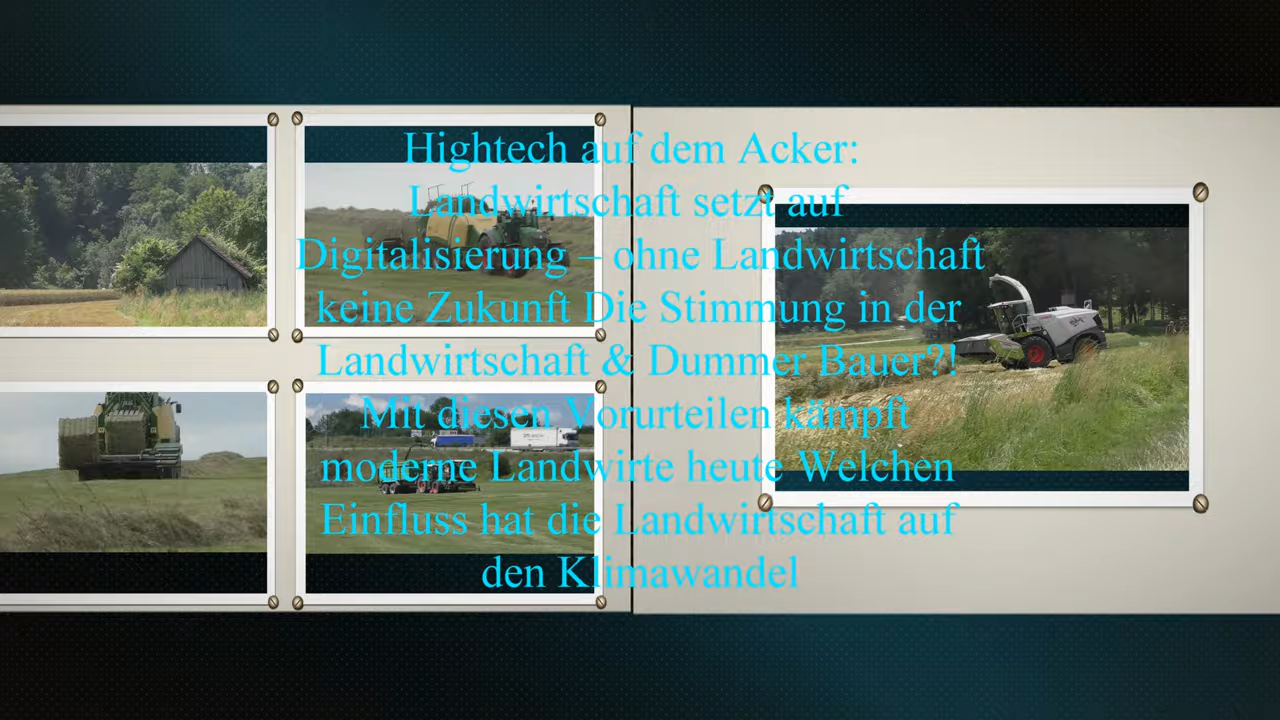 Hightech auf dem Acker:
Landwirtschaft setzt auf
Digitalisierung – ohne Landwirtschaft
keine Zukunft Die Stimmung in der
Landwirtschaft & Dummer Bauer?!
Mit diesen Vorurteilen kämpft
moderne Landwirte heute Welchen
Einfluss hat die Landwirtschaft auf
den Klimawandel